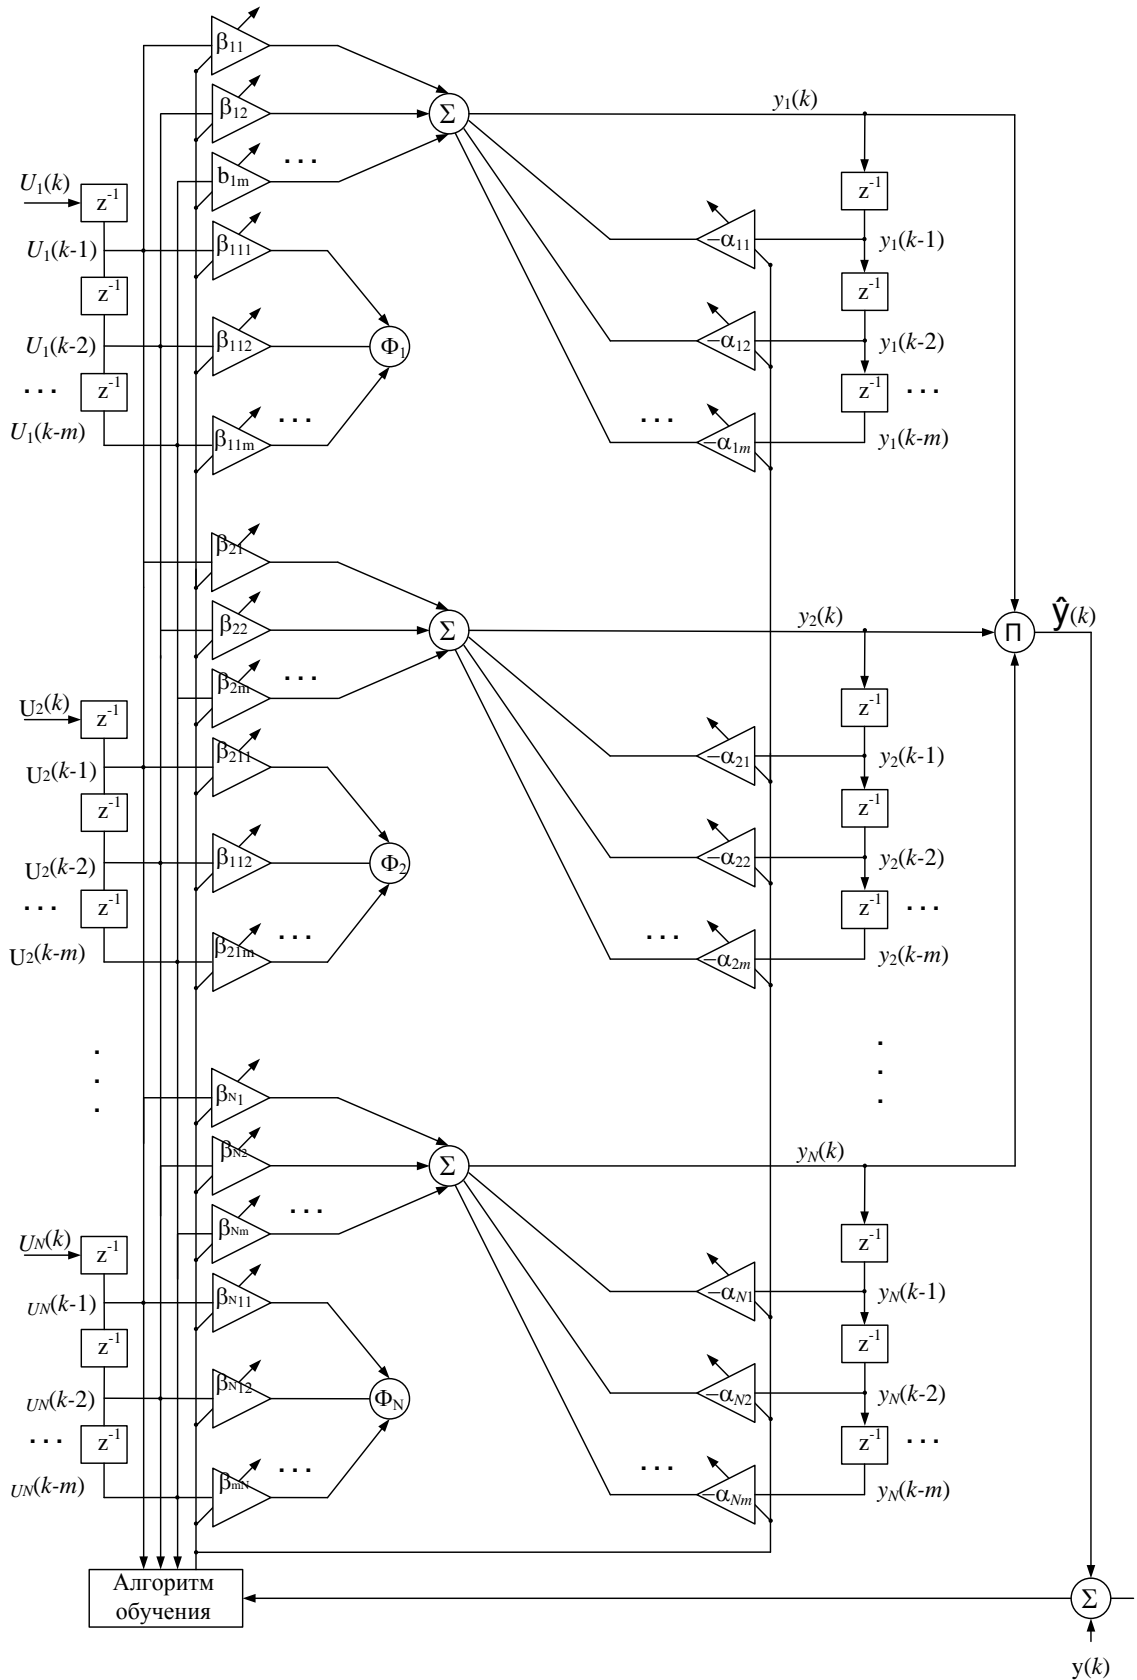 β11
β12
Σ
y1(k)
b1m
. . .
U1(k)
z-1
z-1
U1(k-1)
β111
−α11
y1(k-1)
z-1
z-1
U1(k-2)
β112
Φ1
−α12
y1(k-2)
. . .
z-1
z-1
. . .
U1(k-m)
β11m
. . .
. . .
−α1m
y1(k-m)
β21
β22
Σ
y2(k)
П
ŷ(k)
β2m
. . .
U2(k)
z-1
z-1
U2(k-1)
β211
−α21
y2(k-1)
z-1
z-1
U2(k-2)
β112
Φ2
−α22
y2(k-2)
. . .
z-1
z-1
. . .
U2(k-m)
β21m
. . .
. . .
−α2m
y2(k-m)
.
.
.
.
.
.
βN1
βN2
Σ
yN(k)
βNm
. . .
UN(k)
z-1
z-1
UN(k-1)
βN11
−αN1
yN(k-1)
z-1
z-1
UN(k-2)
βN12
ΦN
−αN2
yN(k-2)
. . .
z-1
z-1
. . .
UN(k-m)
βmN
. . .
. . .
−αNm
yN(k-m)
Алгоритм
обучения
Σ
y(k)